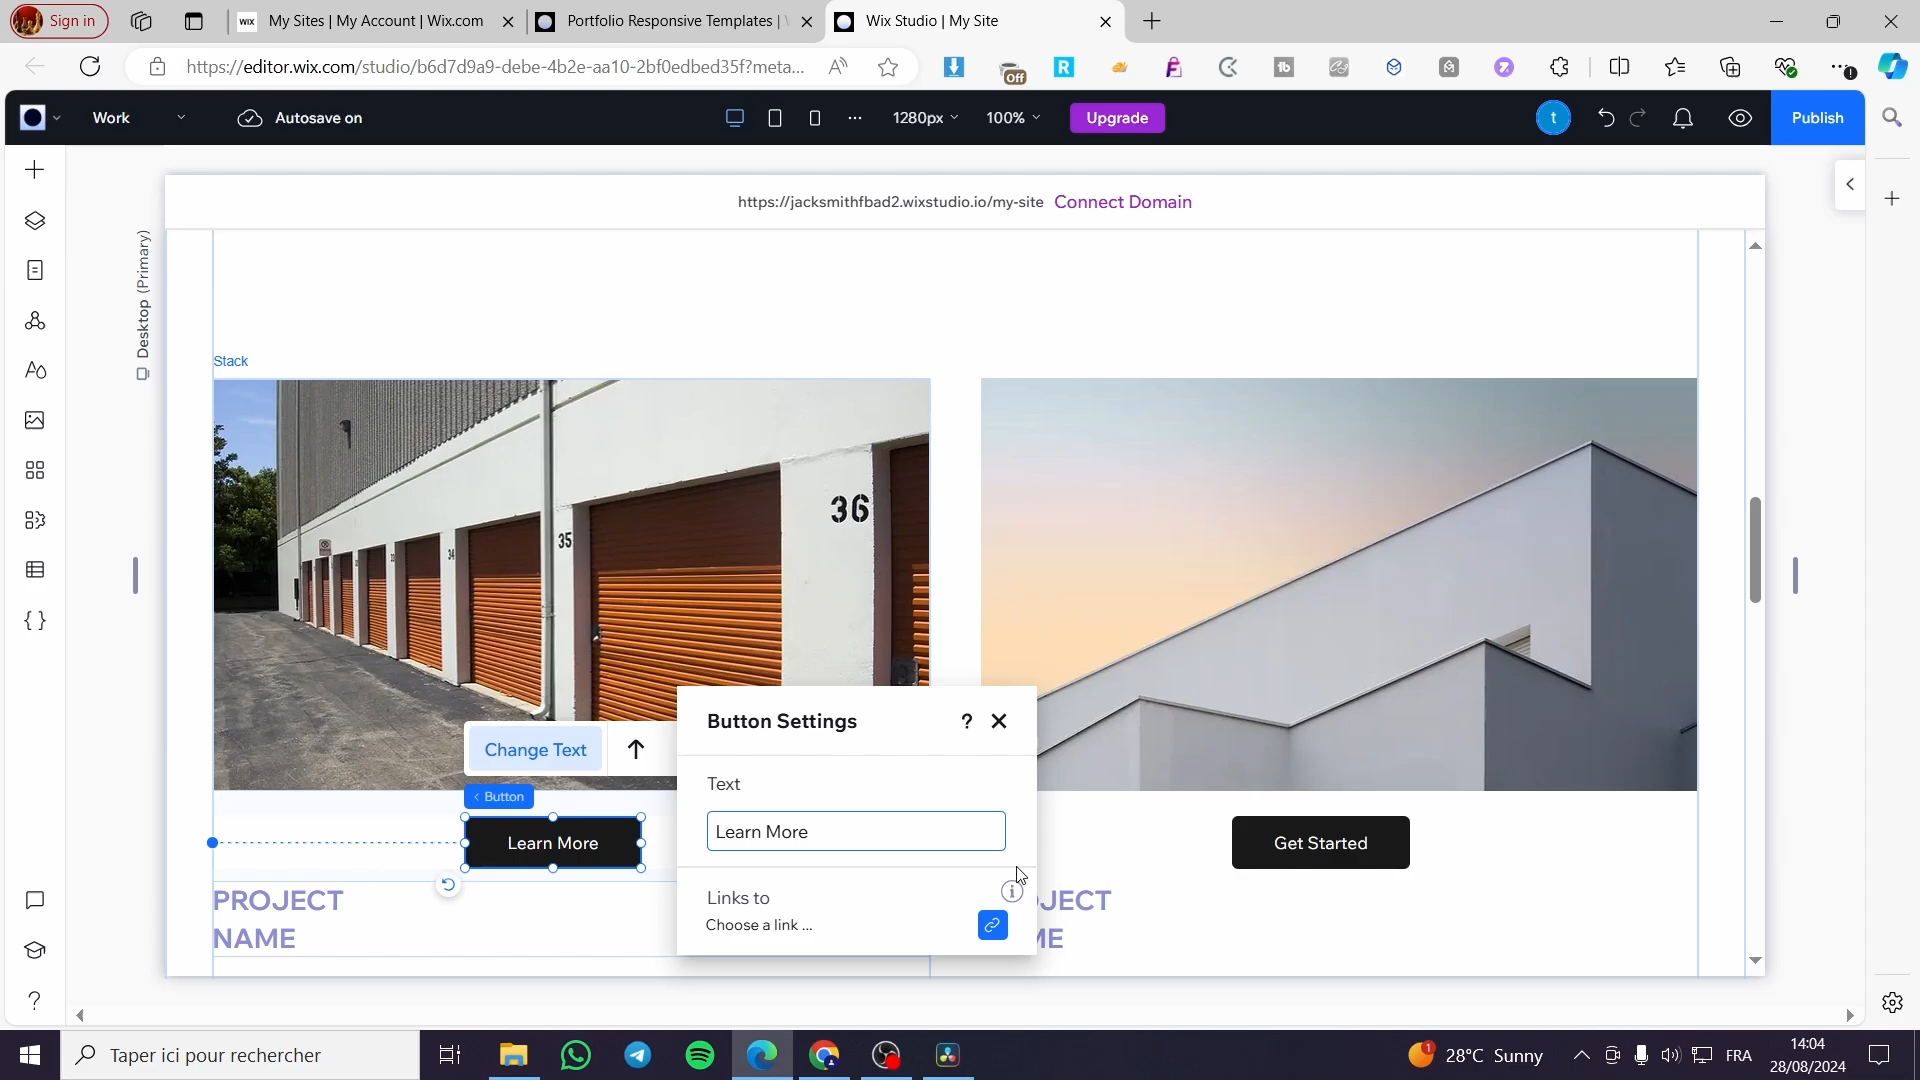 Sign in
WIX My Sites | My Account | Wix.com
Portfolio Responsive Templates |
Wix Studio | My Site
https://editor.wix.com/studio/b6d7d9a9-debe-4b2e-aa10-2bf0edbed35f?meta...
Off
Work
Autosave on
1280px
100%
Upgrade
t
Publish
https://jacksmithfbad2.wixstudio.io/my-site Connect Domain
Desktop (Primary)
Stack
36
35
34
Button Settings
?
Change Text
Text
< Button
Learn More
Learn More
Get Started
PROJECT
NAME
Links to
Choose a link ...
JECT
ME
?
Taper ici pour rechercher
1
28°C Sunny
FRA
14:04
28/08/2024